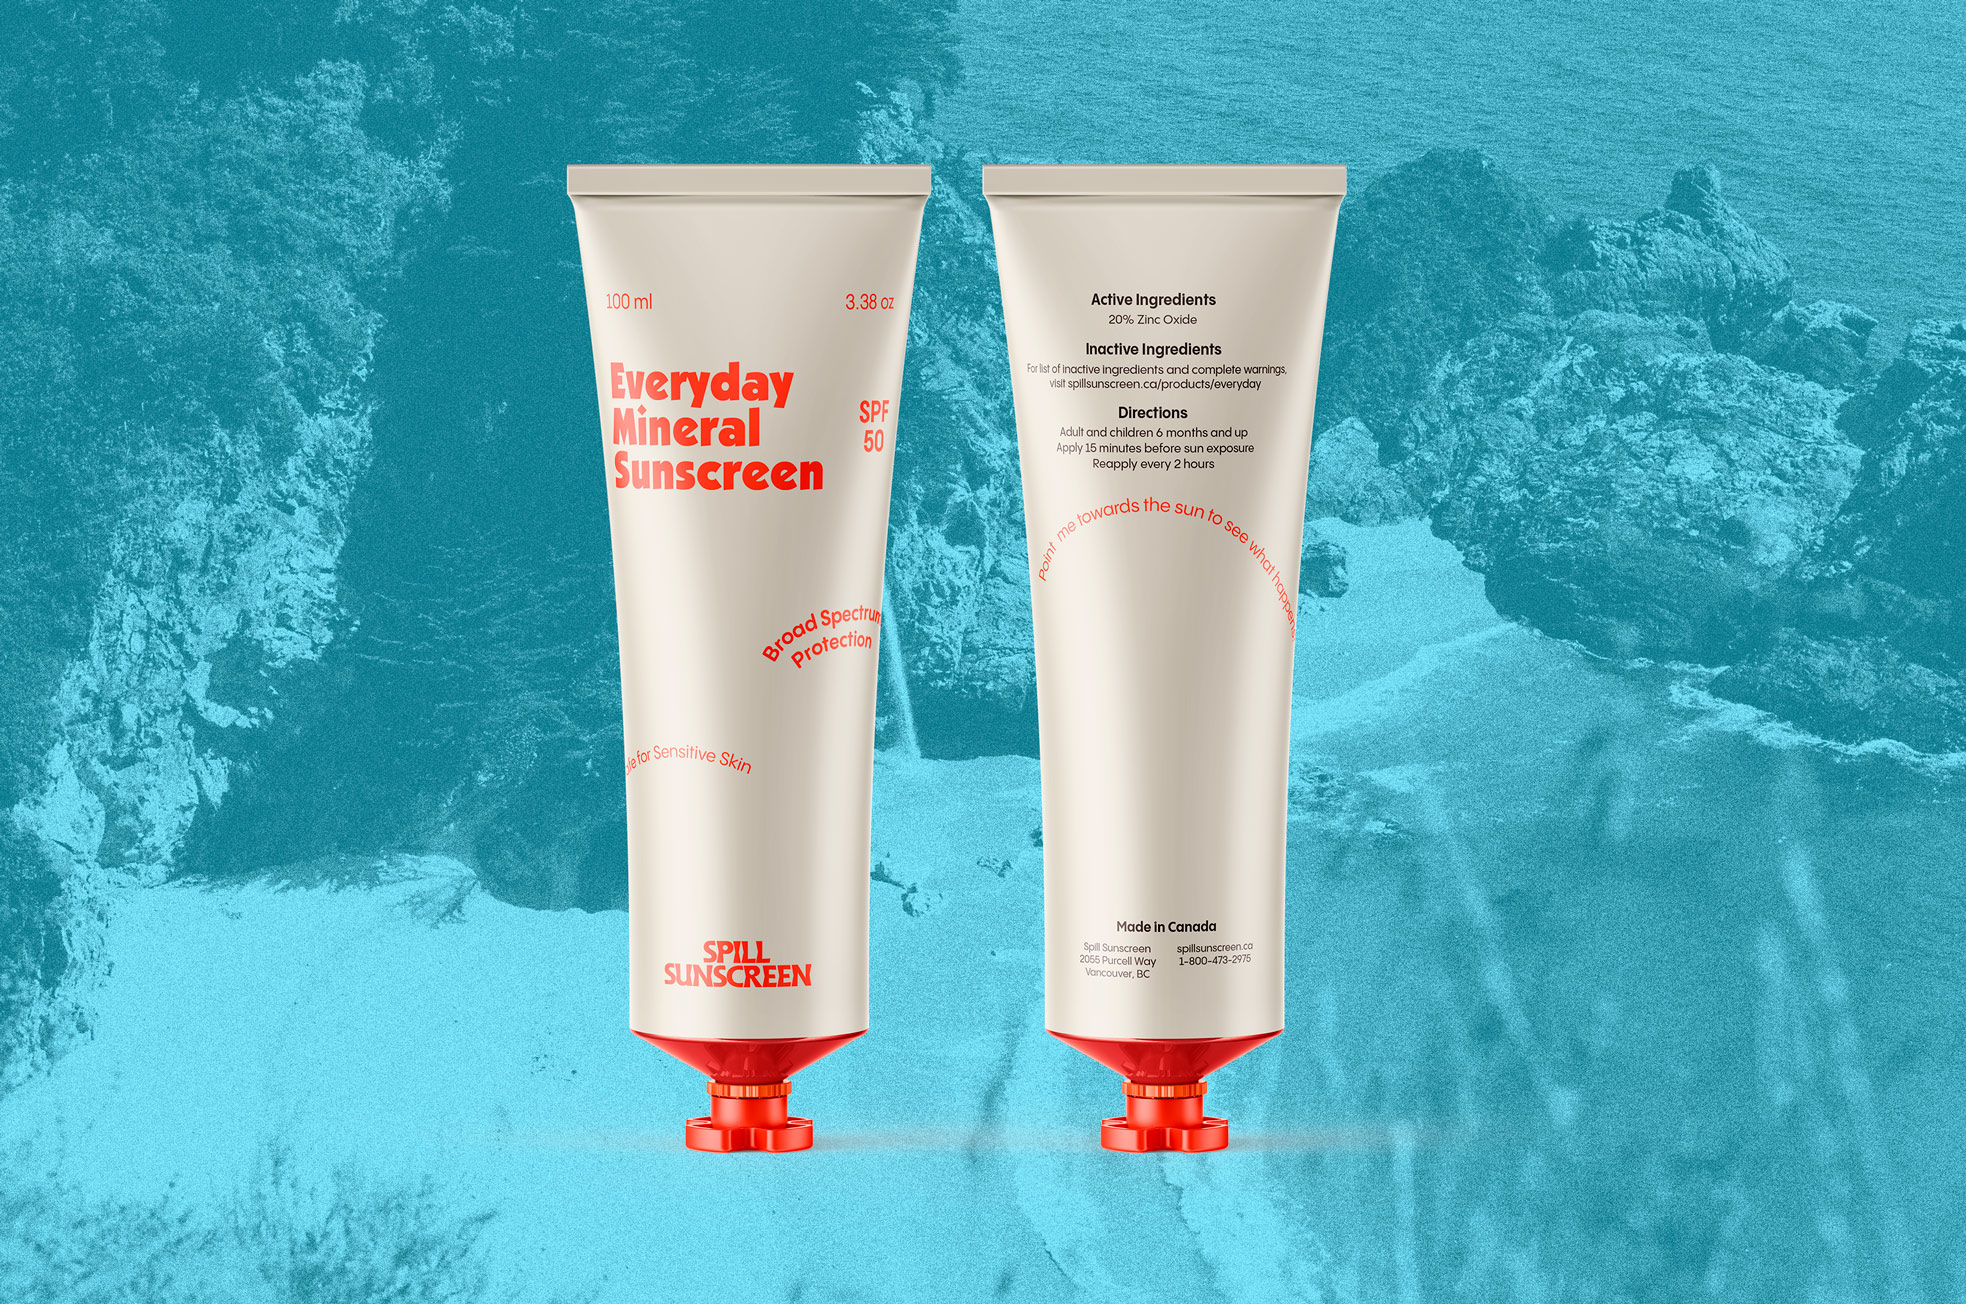 100 ml
3.38 oz
Everyday
Mineral
Sunscreen
SPF
50
Broad Spectrum
Protection
for Sensitive Skin
SPILL
SUNSCREEN
Active Ingredients
20% Zinc Oxide
Inactive Ingredients
For list of inactive ingredients and complete warnings,
visit spillsunscreen.ca/products/everyday
Directions
Adult and children 6 months and up
Apply 15 minutes before sun exposure
Reapply every 2 hours
Point me towards the sun to see what happens
Made in Canada
Spill Sunscreen
2055 Purcell Way
Vancouver, BC
spillsunscreen.ca
1-800-473-2975